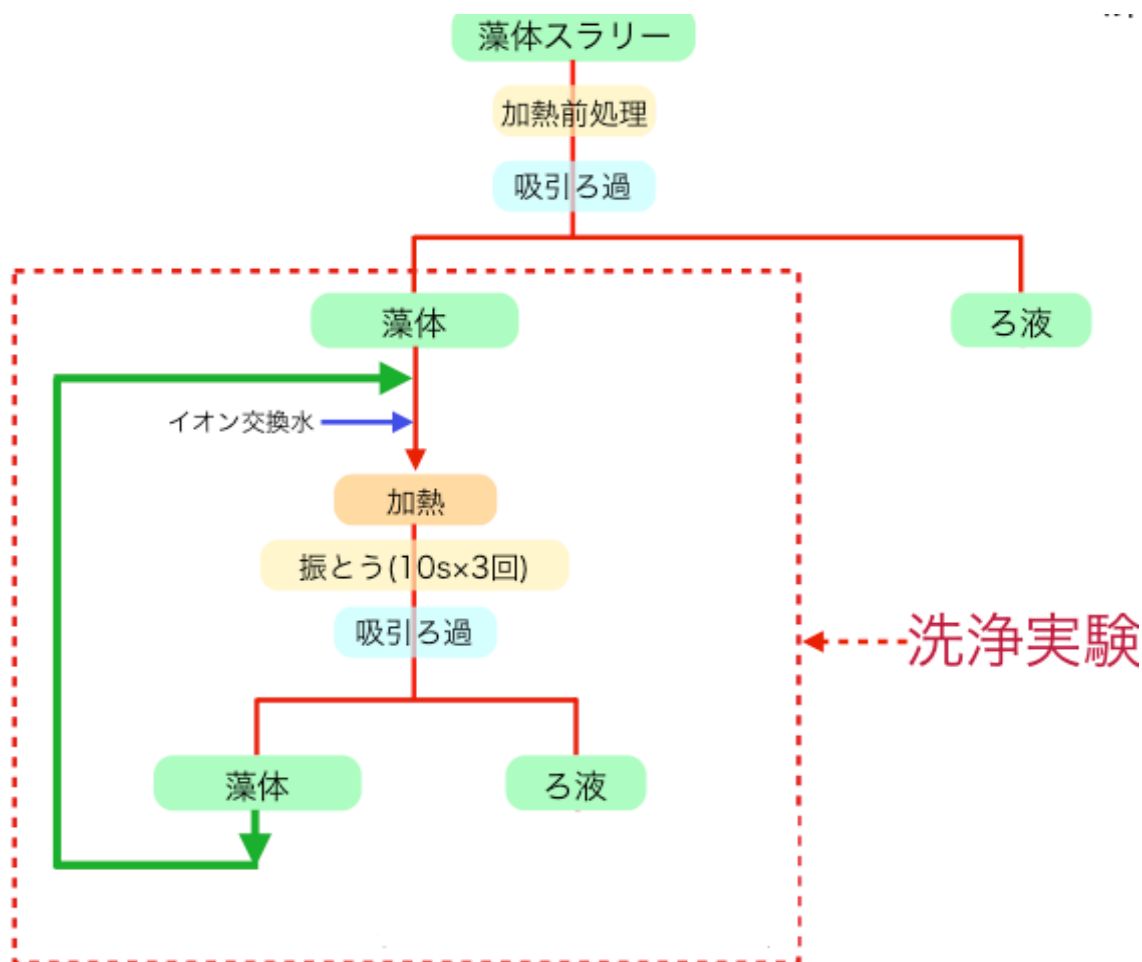 藻体スラリー
加熱前処理
吸引ろ過
藻体
ろ液
イオン交換水
加熱
振とう(10s×3回)
吸引ろ過
洗浄実験
藻体
ろ液